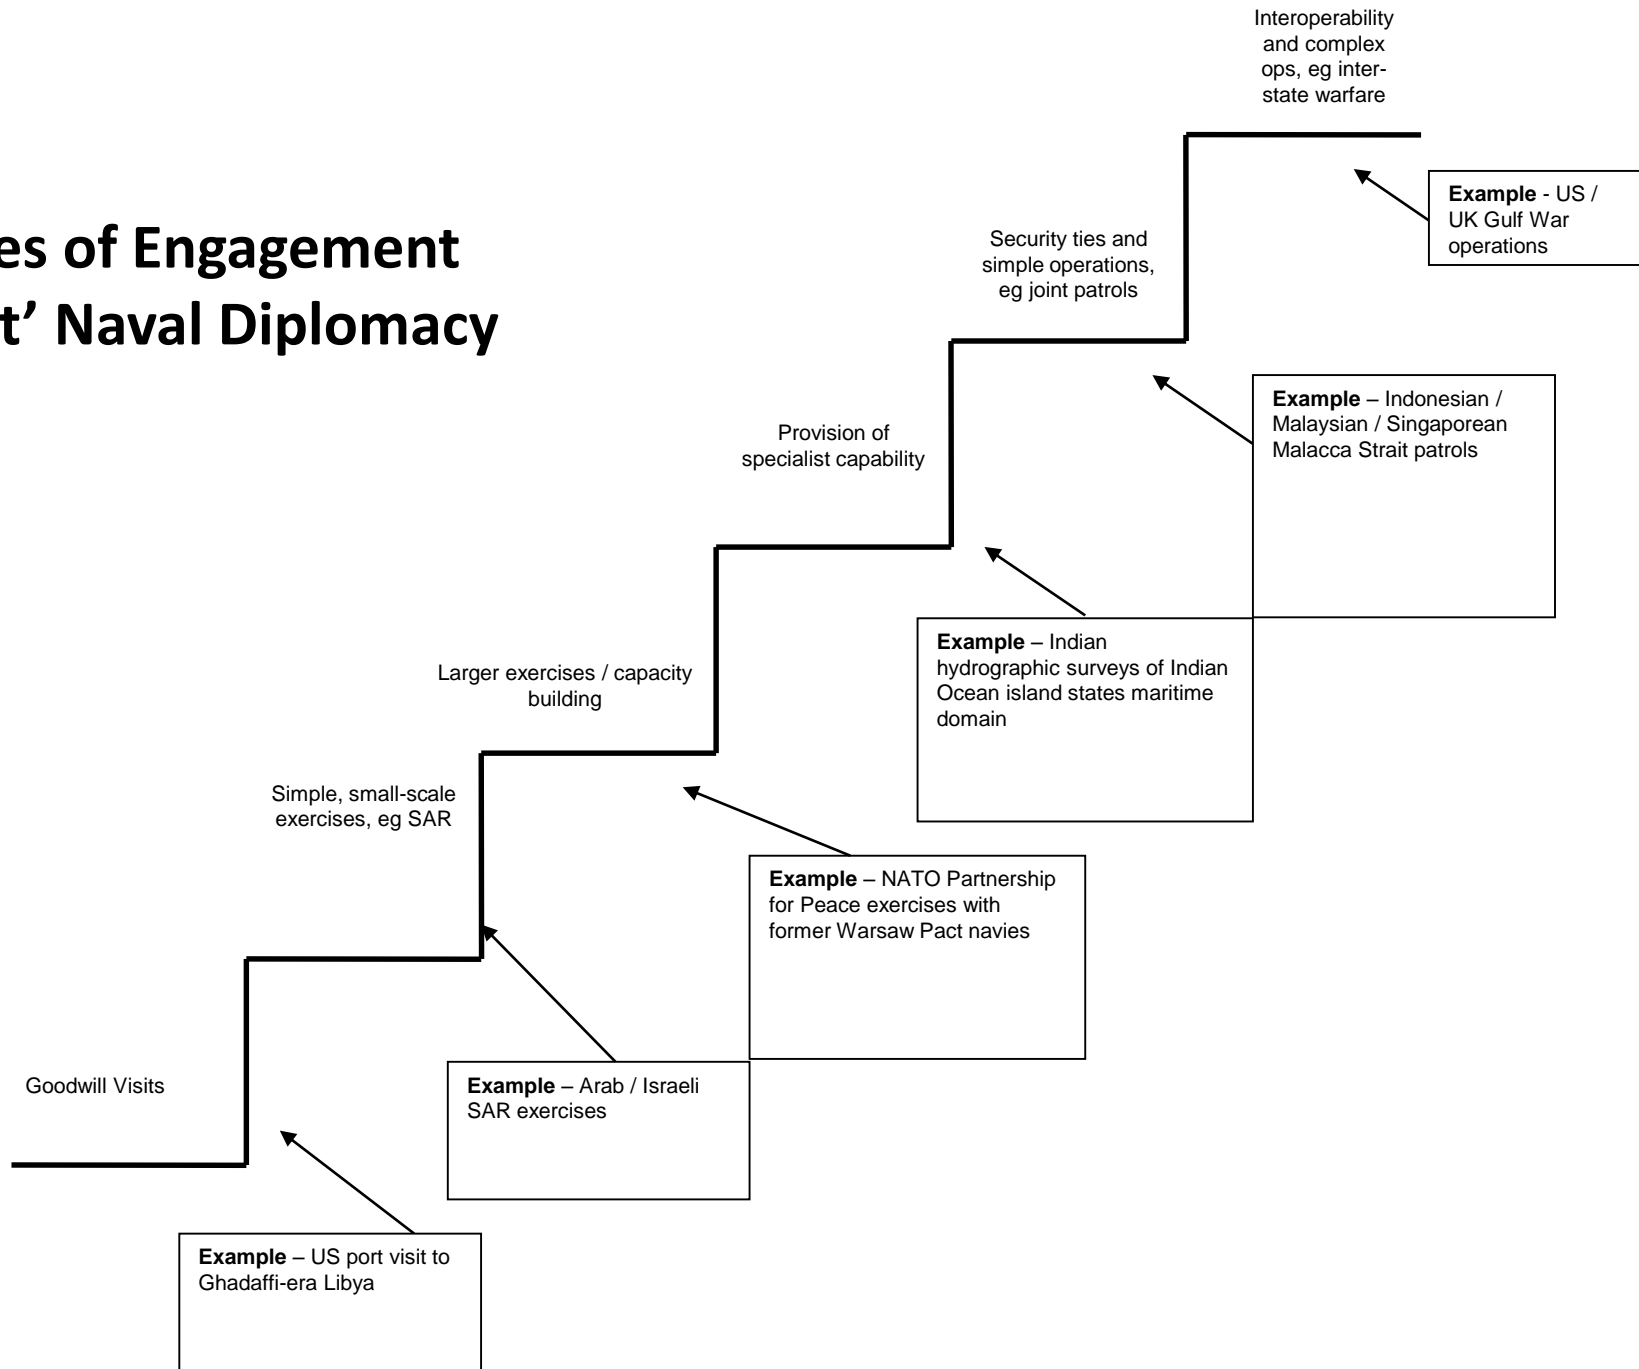 Interoperability
and complex
ops, eg inter-
state warfare
Example - US /
UK Gulf War
operations
es of Engagement
t’ Naval Diplomacy
Security ties and
simple operations,
eg joint patrols
Example – Indonesian /
Malaysian / Singaporean
Malacca Strait patrols
Provision of
specialist capability
Example – Indian
hydrographic surveys of Indian
Ocean island states maritime
domain
Larger exercises / capacity
building
Example – NATO Partnership
for Peace exercises with
former Warsaw Pact navies
Simple, small-scale
exercises, eg SAR
Example – Arab / Israeli
SAR exercises
Goodwill Visits
Example – US port visit to
Ghadaffi-era Libya